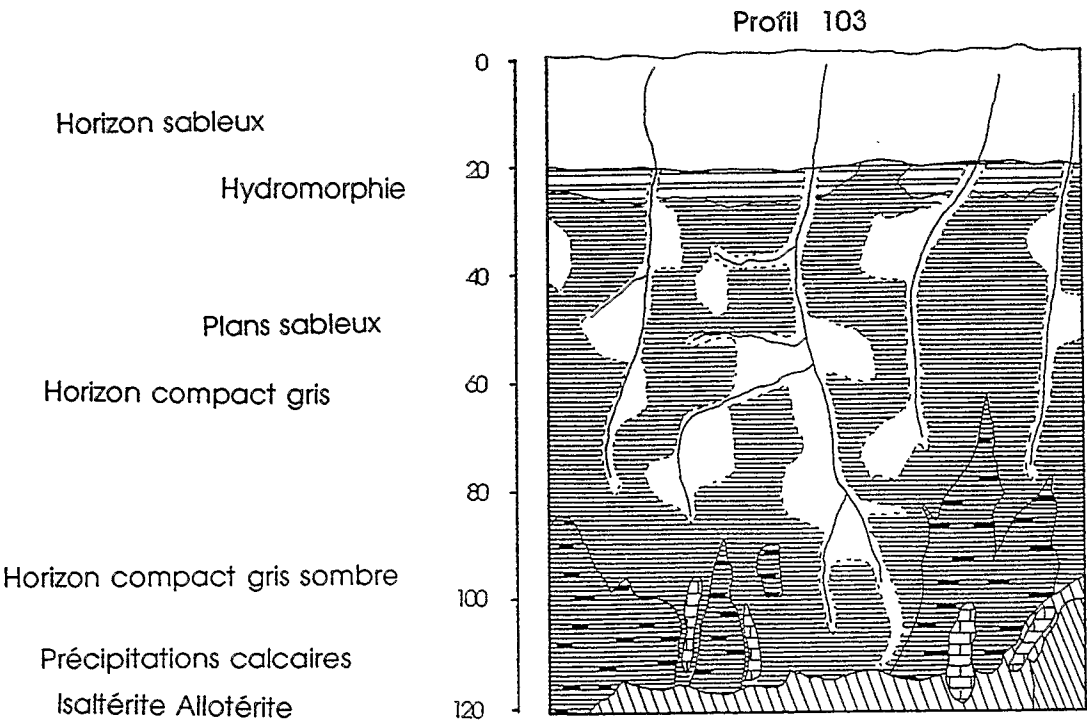 Profil 103
0
Horizon sableux
20
Hydromorphie
40
Plans sableux
60
Horizon compact gris
80
Horizon compact gris sombre
100
Précipitations calcaires
Isaltérite Allotérite
120